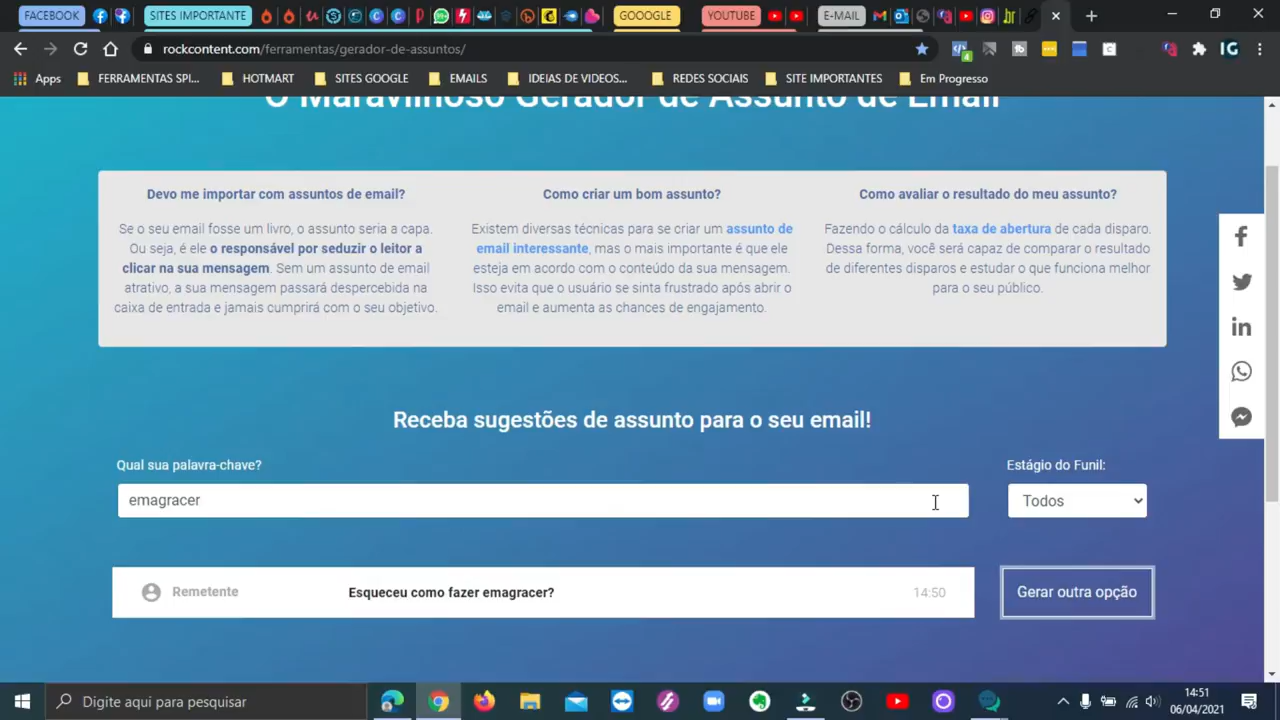 FACEBOOK
SITES IMPORTANTE
GOOOGLE
YOUTUBE
E-MAIL
rockcontent.com/ferramentas/gerador-de-assuntos/
4
IG
Apps
FERRAMENTAS SPI...
HOTMART
SITES GOOGLE
EMAILS
IDEIAS DE VIDEOS...
REDES SOCIAIS
SITE IMPORTANTES
Em Progresso
O Maravilhoso Gerador de Assunto de Email
Devo me importar com assuntos de email?
Se o seu email fosse um livro, o assunto seria a capa.
Ou seja, é ele o responsável por seduzir o leitor a
clicar na sua mensagem. Sem um assunto de email
atrativo, a sua mensagem passará despercebida na
caixa de entrada e jamais cumprirá com o seu objetivo.
Como criar um bom assunto?
Existem diversas técnicas para se criar um assunto de
email interessante, mas o mais importante é que ele
esteja em acordo com o conteúdo da sua mensagem.
Isso evita que o usuário se sinta frustrado após abrir o
email e aumenta as chances de engajamento.
Como avaliar o resultado do meu assunto?
Fazendo o cálculo da taxa de abertura de cada disparo.
Dessa forma, você será capaz de comparar o resultado
de diferentes disparos e estudar o que funciona melhor
para o seu público.
Receba sugestões de assunto para o seu email!
Qual sua palavra-chave?
Estágio do Funil:
emagracer
Todos
Remetente
Esqueceu como fazer emagracer?
14:50
Gerar outra opção
Digite aqui para pesquisar
14:51
06/04/2021